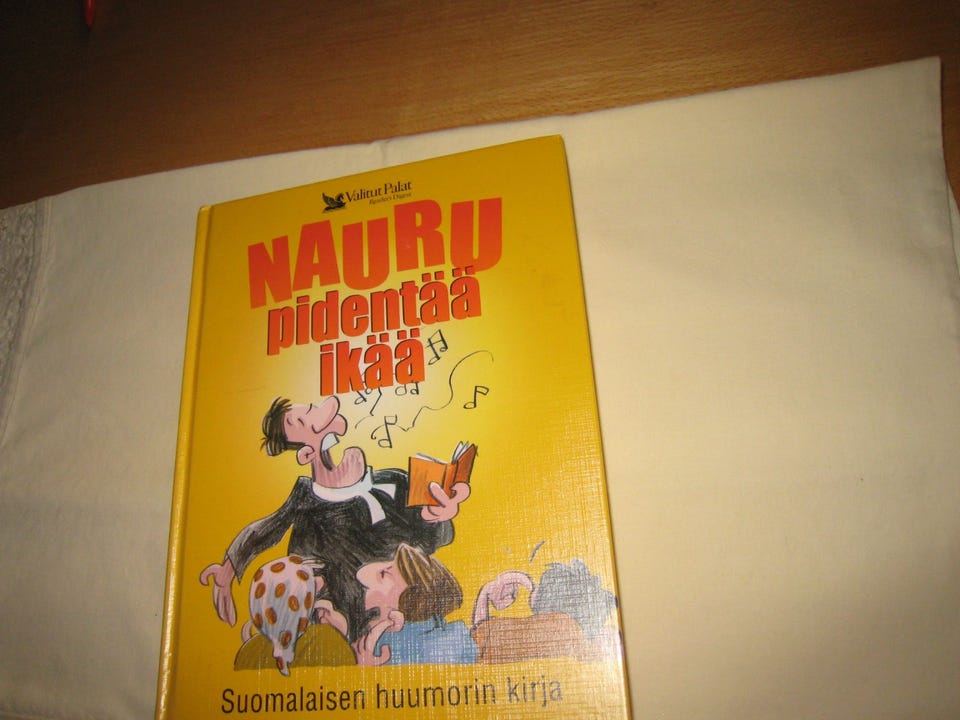 Valitut Palat
Reader's Digest
NAURU
pidentää
ikää
Suomalaisen huumorin kirja